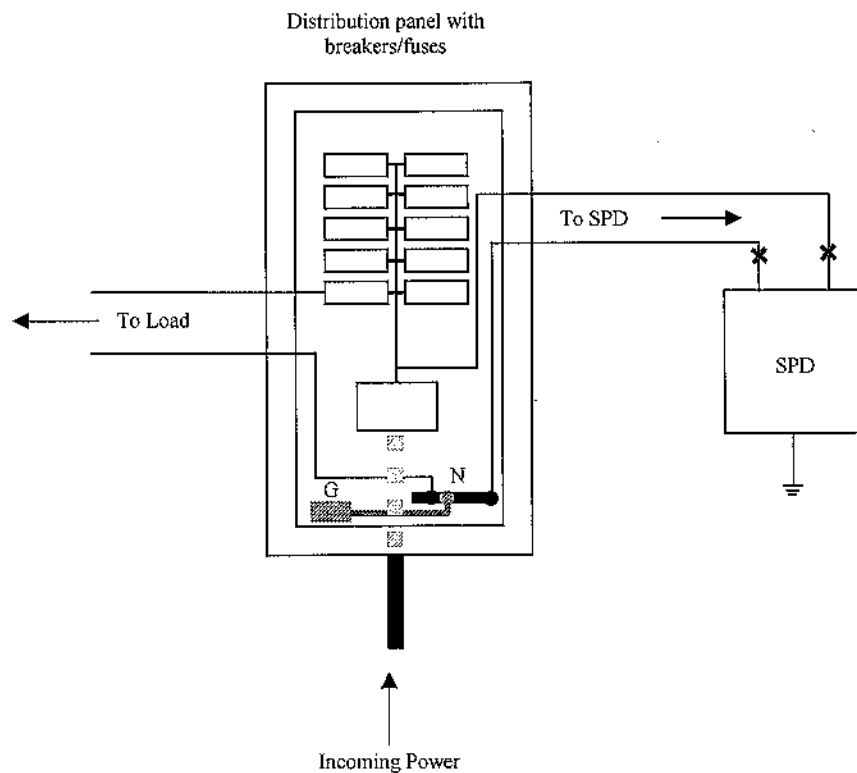 Distribution panel with
breakers/fuses
To SPD
To Load
SPD
N
G
Incoming Power